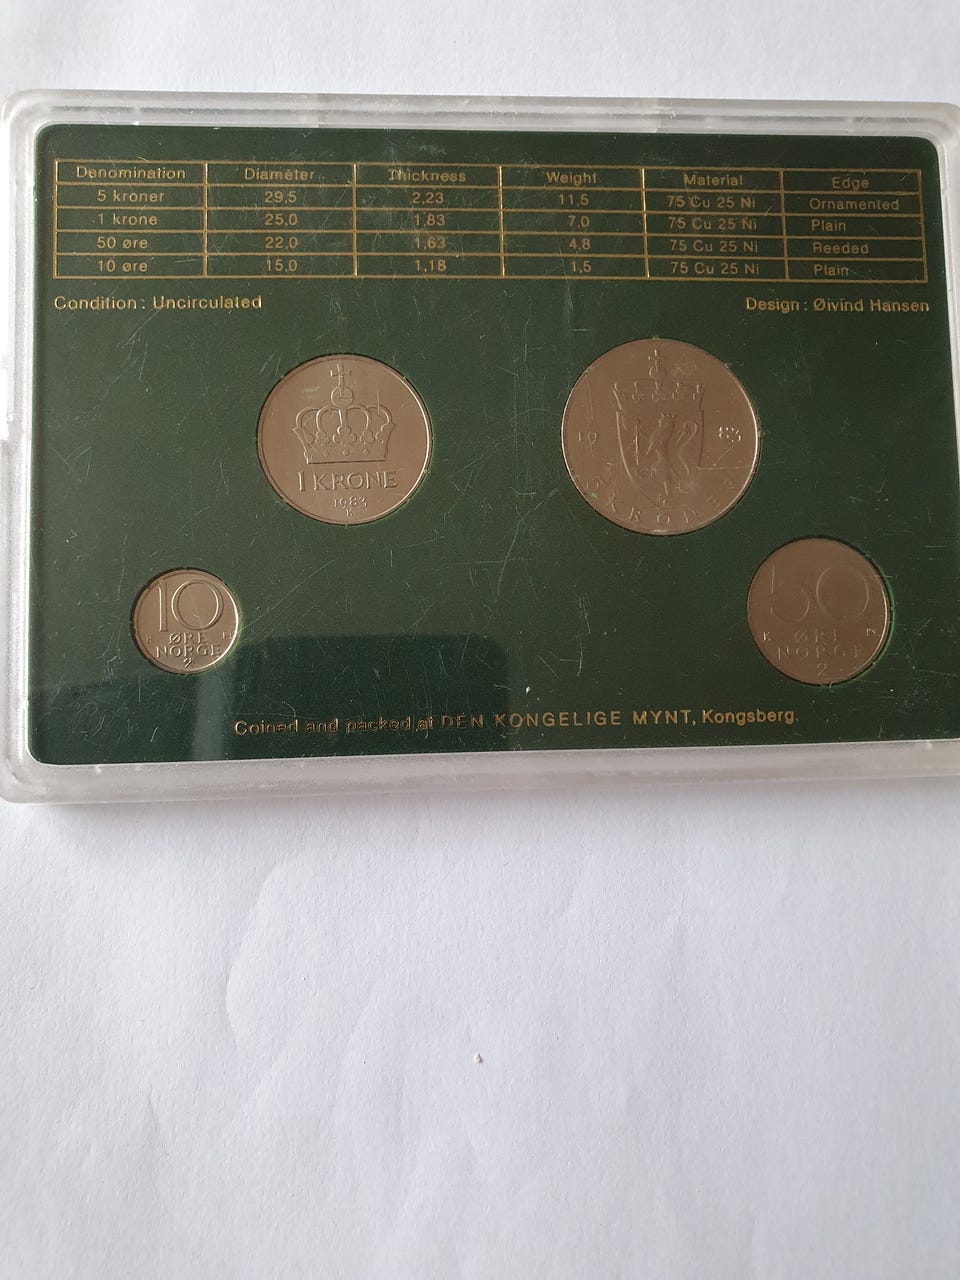 Denomination Diameter Thickness Weight Material Edge
5 kroner 29,5 2,23 11,5 75 Cu 25 Ni Ornamented
1 krone 25,0 1,83 7,0 75 Cu 25 Ni Plain
50 øre 22,0 1,63 4,8 75 Cu 25 Ni Reeded
10 øre 15,0 1,18 1,5 75 Cu 25 Ni Plain
Condition : Uncirculated
Design : Øivind Hansen
1 KRONE
1983
K
19 83
5 KRONER
10
ØRE
NORGE
50
K
ØRE
NORGE
Coined and packed at DEN KONGELIGE MYNT, Kongsberg.